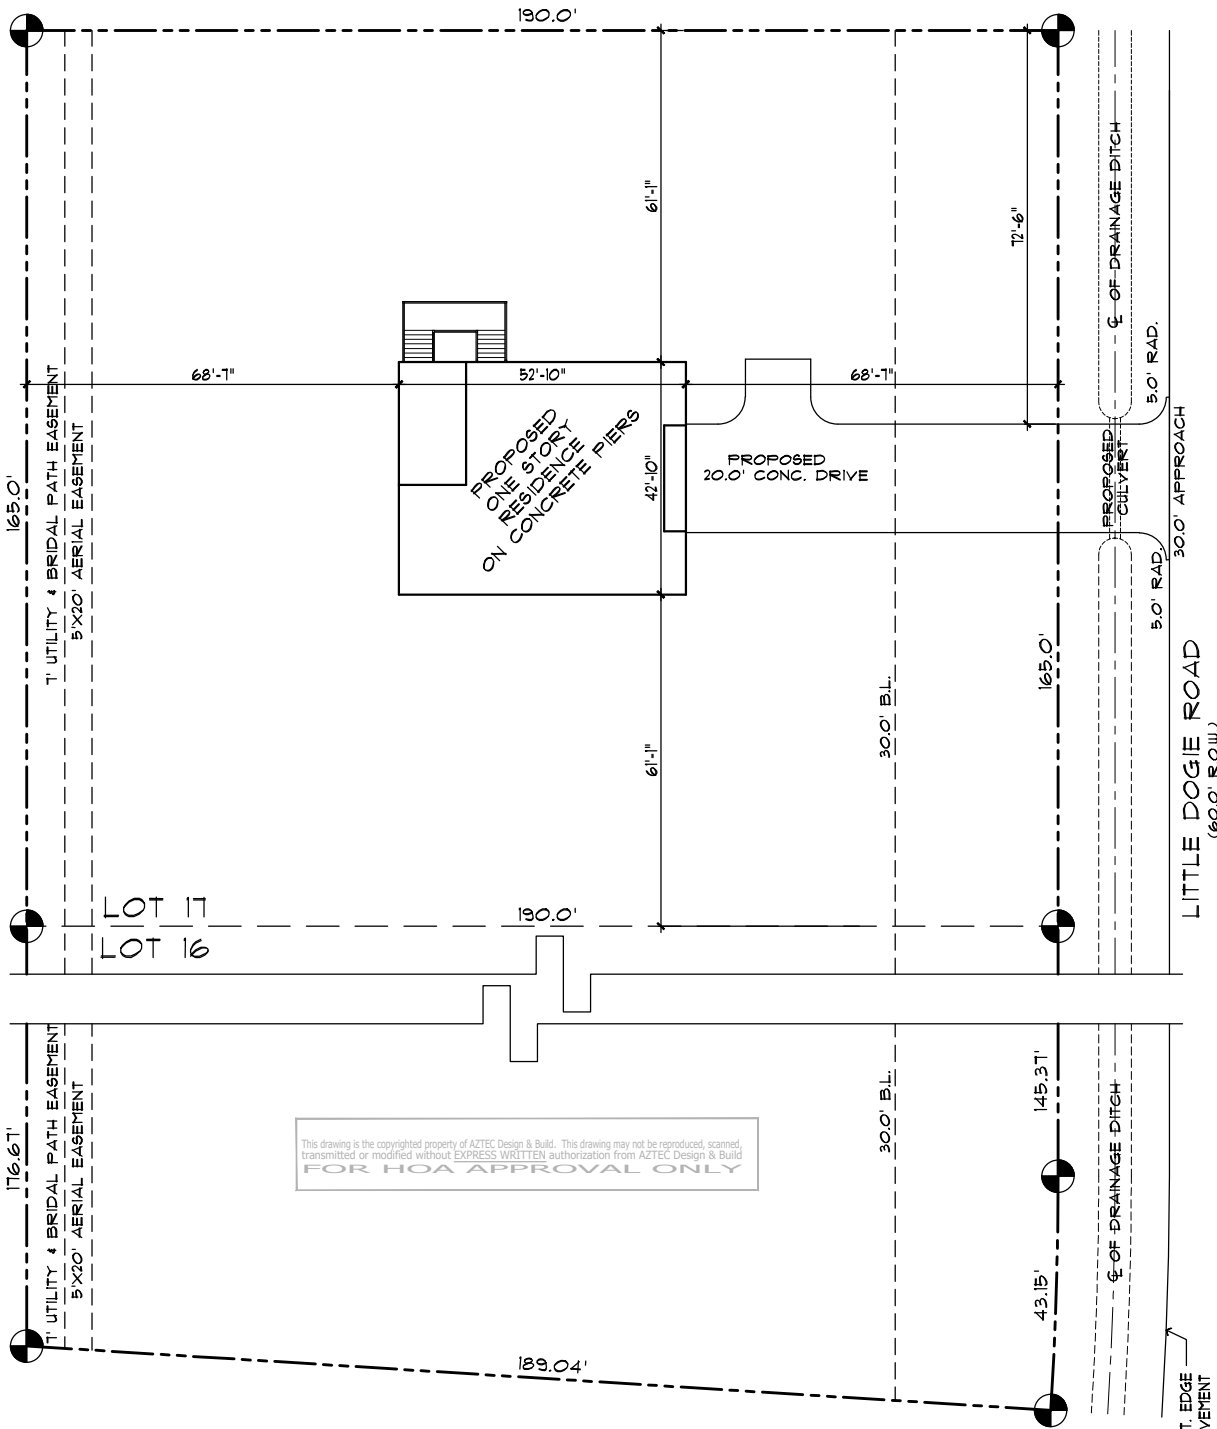 190.0'
61'-1"
72'-6"
℄ OF DRAINAGE DITCH
5.0' RAD.
68'-7"
52'-10"
68'-7"
165.0'
7' UTILITY & BRIDAL PATH EASEMENT
5'X20' AERIAL EASEMENT
PROPOSED
ONE STORY
RESIDENCE
ON CONCRETE PIERS
42'-10"
PROPOSED
20.0' CONC. DRIVE
PROPOSED
CULVERT
30.0' APPROACH
5.0' RAD.
61'-1"
30.0' B.L.
165.0'
LITTLE DOGIE ROAD
(60.0' R.O.W.)
LOT 17
190.0'
LOT 16
176.67'
7' UTILITY & BRIDAL PATH EASEMENT
5'X20' AERIAL EASEMENT
This drawing is the copyrighted property of AZTEC Design & Build. This drawing may not be reproduced, scanned,
transmitted or modified without EXPRESS WRITTEN authorization from AZTEC Design & Build
FOR HOA APPROVAL ONLY
30.0' B.L.
145.37'
℄ OF DRAINAGE DITCH
43.15'
189.04'
T. EDGE
VEMENT